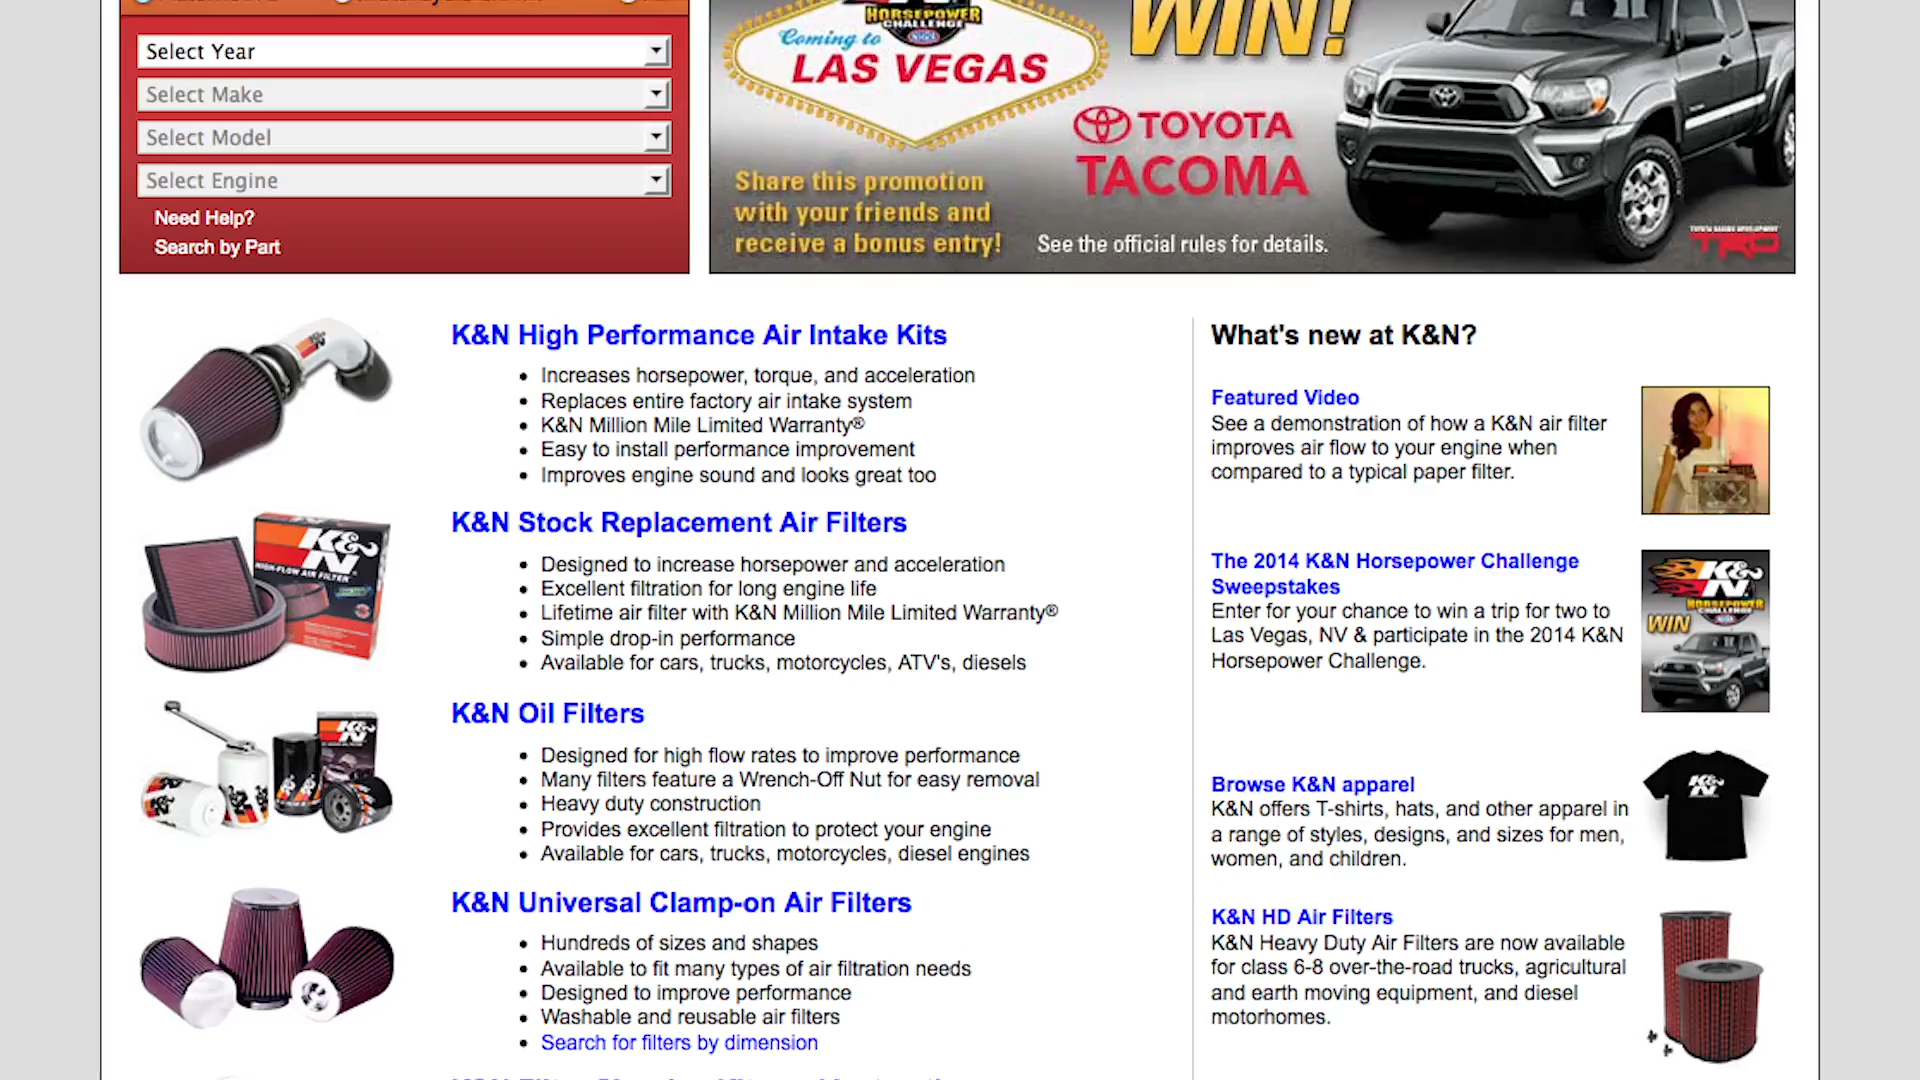 Select Year
Select Make
Select Model
Select Engine
Need Help?
Search by Part
HORSEPOWER
CHALLENGE
Coming to
LAS VEGAS
WIN!
TOYOTA
TACOMA
Share this promotion
with your friends and
receive a bonus entry!
See the official rules for details.
TRD
K&N High Performance Air Intake Kits
• Increases horsepower, torque, and acceleration
• Replaces entire factory air intake system
• K&N Million Mile Limited Warranty®
• Easy to install performance improvement
• Improves engine sound and looks great too
K&N
HIGH-FLOW AIR FILTER
K&N Stock Replacement Air Filters
• Designed to increase horsepower and acceleration
• Excellent filtration for long engine life
• Lifetime air filter with K&N Million Mile Limited Warranty®
• Simple drop-in performance
• Available for cars, trucks, motorcycles, ATV's, diesels
K&N
K&N Oil Filters
• Designed for high flow rates to improve performance
• Many filters feature a Wrench-Off Nut for easy removal
• Heavy duty construction
• Provides excellent filtration to protect your engine
• Available for cars, trucks, motorcycles, diesel engines
K&N Universal Clamp-on Air Filters
• Hundreds of sizes and shapes
• Available to fit many types of air filtration needs
• Designed to improve performance
• Washable and reusable air filters
• Search for filters by dimension
What's new at K&N?
Featured Video
See a demonstration of how a K&N air filter
improves air flow to your engine when
compared to a typical paper filter.
The 2014 K&N Horsepower Challenge
Sweepstakes
Enter for your chance to win a trip for two to
Las Vegas, NV & participate in the 2014 K&N
Horsepower Challenge.
K&N
HORSEPOWER
CHALLENGE
WIN
Browse K&N apparel
K&N offers T-shirts, hats, and other apparel in
a range of styles, designs, and sizes for men,
women, and children.
K&N
K&N HD Air Filters
K&N Heavy Duty Air Filters are now available
for class 6-8 over-the-road trucks, agricultural
and earth moving equipment, and diesel
motorhomes.